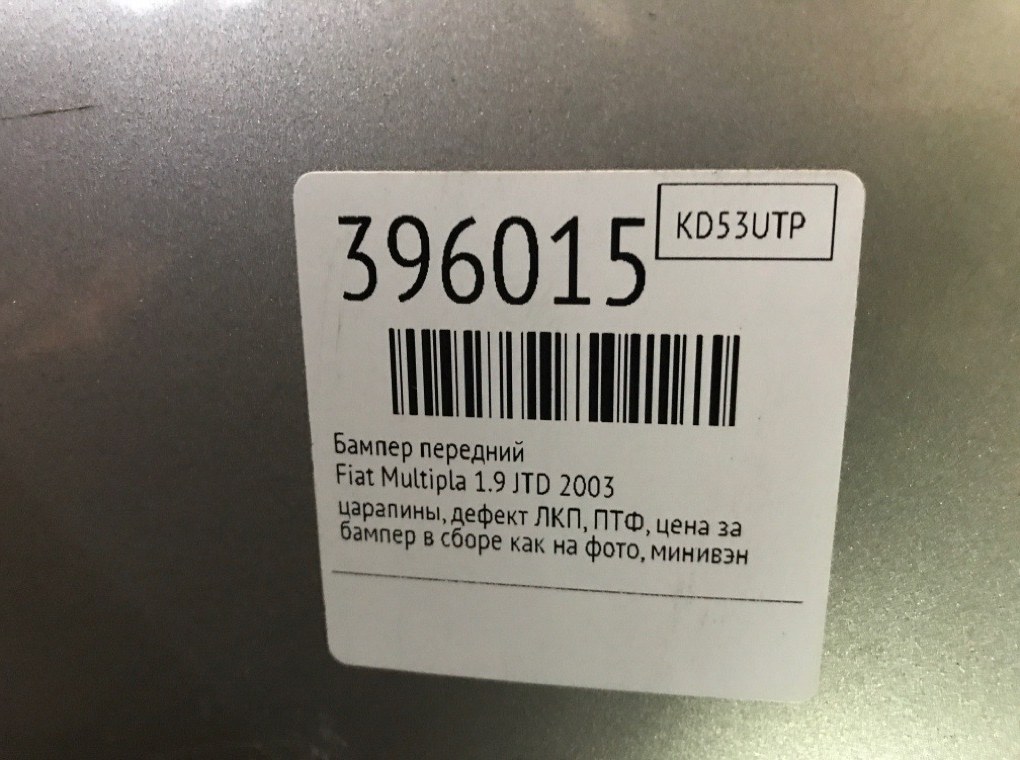 396015
KD53UTP
Бампер передний
Fiat Multipla 1.9 JTD 2003
царапины, дефект ЛКП, ПТФ, цена за
бампер в сборе как на фото, минивэн